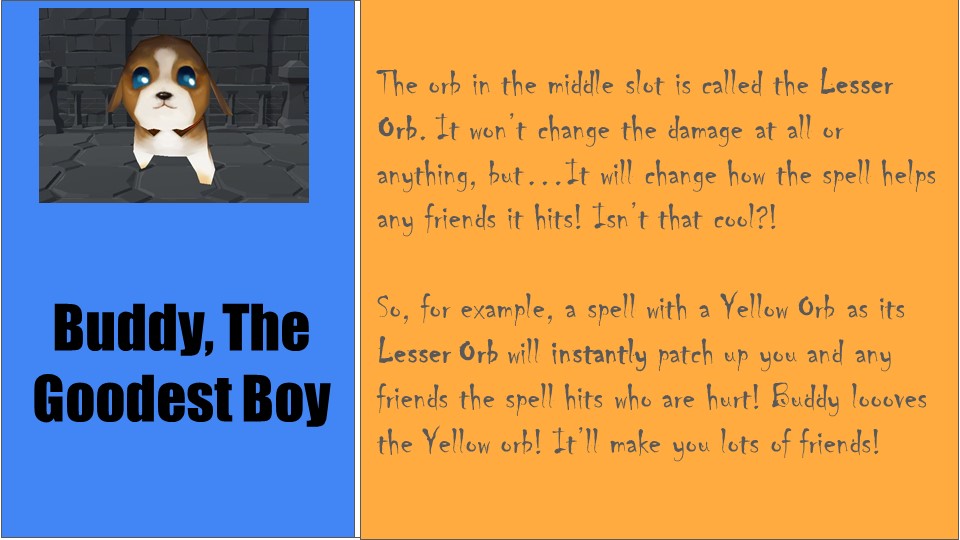 Buddy, The
Goodest Boy
The orb in the middle slot is called the Lesser
Orb. It won't change the damage at all or
anything, but...It will change how the spell helps
any friends it hits! Isn't that cool?!
So, for example, a spell with a Yellow Orb as its
Lesser Orb will instantly patch up you and any
friends the spell hits who are hurt! Buddy loooves
the Yellow orb! It'll make you lots of friends!